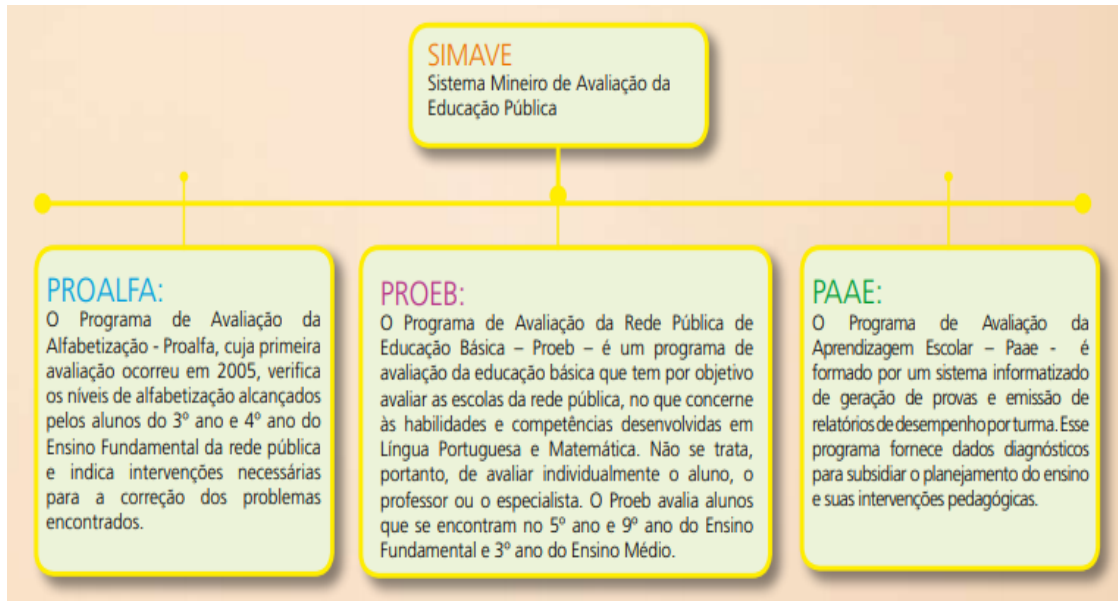 SIMAVE
Sistema Mineiro de Avaliação da
Educação Pública
PROALFA:
O Programa de Avaliação da
Alfabetização - Proalfa, cuja primeira
avaliação ocorreu em 2005, verifica
os níveis de alfabetização alcançados
pelos alunos do 3º ano e 4º ano do
Ensino Fundamental da rede pública
e indica intervenções necessárias
para a correção dos problemas
encontrados.
PROEB:
O Programa de Avaliação da Rede Pública de
Educação Básica – Proeb – é um programa de
avaliação da educação básica que tem por objetivo
avaliar as escolas da rede pública, no que concerne
às habilidades e competências desenvolvidas em
Língua Portuguesa e Matemática. Não se trata,
portanto, de avaliar individualmente o aluno, o
professor ou o especialista. O Proeb avalia alunos
que se encontram no 5º ano e 9º ano do Ensino
Fundamental e 3º ano do Ensino Médio.
PAAE:
O Programa de Avaliação da
Aprendizagem Escolar – Paae - é
formado por um sistema informatizado
de geração de provas e emissão de
relatórios de desempenho por turma. Esse
programa fornece dados diagnósticos
para subsidiar o planejamento do ensino
e suas intervenções pedagógicas.